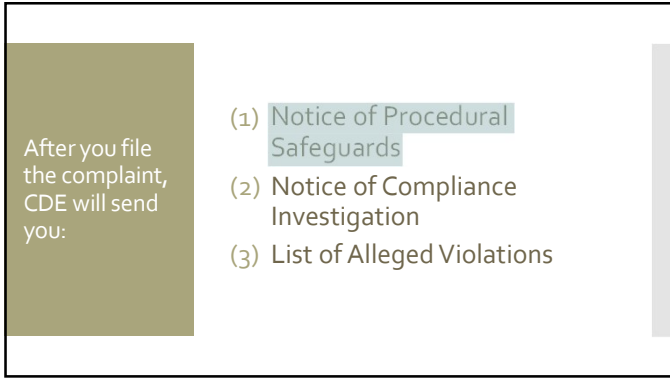 After you file
the complaint,
CDE will send
you:
(1) Notice of Procedural
Safeguards
(2) Notice of Compliance
Investigation
(3) List of Alleged Violations